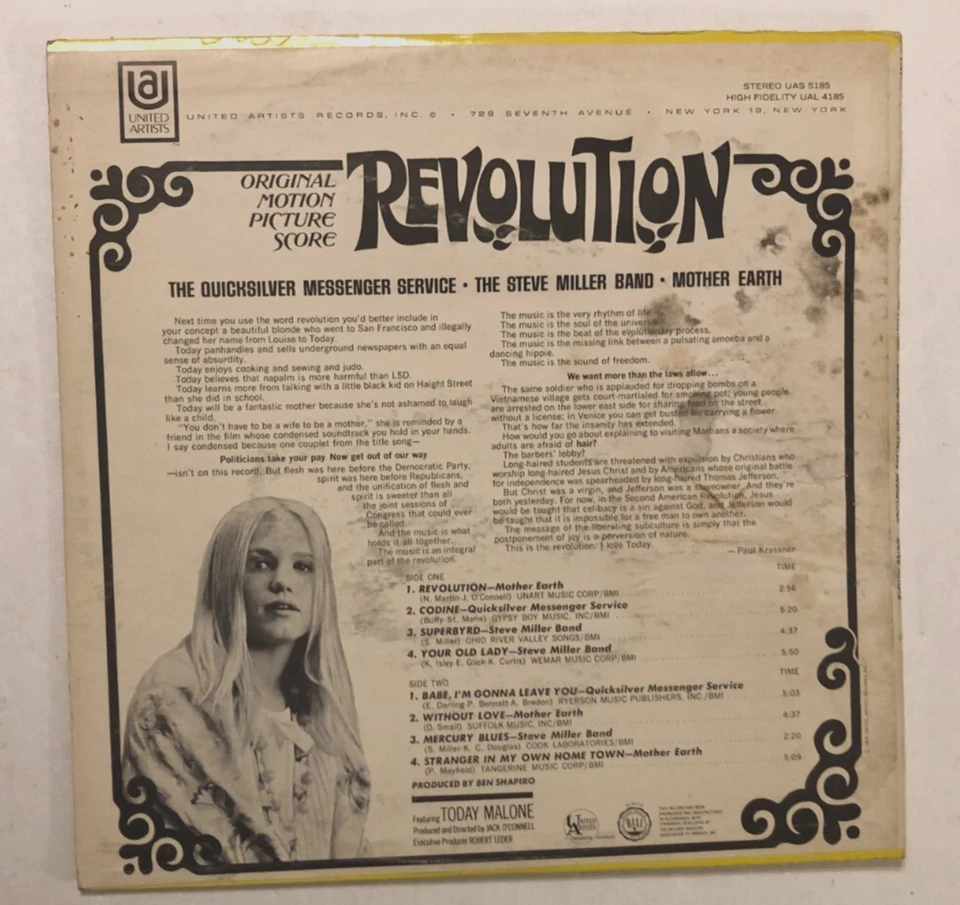 UNITED
ARTISTS
UNITED ARTISTS RECORDS, INC. ® • 729 SEVENTH AVENUE • NEW YORK 19, NEW YORK
STEREO UAS 5185
HIGH FIDELITY UAL 4185
ORIGINAL
MOTION
PICTURE
SCORE
REVOLUTION
THE QUICKSILVER MESSENGER SERVICE • THE STEVE MILLER BAND • MOTHER EARTH
Next time you use the word revolution you'd better include in
your concept a beautiful blonde who went to San Francisco and illegally
changed her name from Louise to Today.
Today panhandles and sells underground newspapers with an equal
sense of absurdity.
Today enjoys cooking and sewing and judo.
Today believes that napalm is more harmful than LSD.
Today learns more from talking with a little black kid on Haight Street
than she did in school.
Today will be a fantastic mother because she's not ashamed to laugh
like a child.
"You don't have to be a wife to be a mother," she is reminded by a
friend in the film whose condensed soundtrack you hold in your hands.
I say condensed because one couplet from the title song—
Politicians take your pay Now get out of our way
—isn't on this record. But flesh was here before the Democratic Party,
spirit was here before Republicans,
and the unification of flesh and
spirit is sweeter than all
the joint sessions of
Congress that could ever
be called.
And the music is what
holds it all together.
The music is an integral
part of the revolution.
The music is the very rhythm of life.
The music is the soul of the universe.
The music is the beat of the evolutionary process.
The music is the missing link between a pulsating amoeba and a
dancing hippie.
The music is the sound of freedom.
We want more than the laws allow...
The same soldier who is applauded for dropping bombs on a
Vietnamese village gets court-martialed for smoking pot; young people
are arrested on the lower east side for sharing food on the street
without a license; in Venice you can get busted for carrying a flower.
That's how far the insanity has extended.
How would you go about explaining to visiting Martians a society where
adults are afraid of hair?
The barbers' lobby?
Long-haired students are threatened with expulsion by Christians who
worship long-haired Jesus Christ and by Americans whose original battle
for independence was spearheaded by long-haired Thomas Jefferson.
But Christ was a virgin, and Jefferson was a slaveowner. And they're
both yesterday. For now, in the Second American Revolution, Jesus
would be taught that celibacy is a sin against God, and Jefferson would
be taught that it is impossible for a free man to own another.
The message of the liberating subculture is simply that the
postponement of joy is a perversion of nature.
This is the revolution: I love Today.
— Paul Krassner
SIDE ONE TIME
1. REVOLUTION—Mother Earth 2:56
(N. Martin-J. O'Connell) UNART MUSIC CORP/BMI
2. CODINE—Quicksilver Messenger Service 5:20
(Buffy St. Marie) GYPSY BOY MUSIC, INC/BMI
3. SUPERBYRD—Steve Miller Band 4:37
(S. Miller) OHIO RIVER VALLEY SONGS/BMI
4. YOUR OLD LADY—Steve Miller Band 5:50
(K. Isley E. Glick-K. Curtis) WEMAR MUSIC CORP/BMI
SIDE TWO TIME
1. BABE, I'M GONNA LEAVE YOU—Quicksilver Messenger Service 5:03
(E. Darling-P. Bennett-A. Bredon) RYERSON MUSIC PUBLISHERS, INC./BMI
2. WITHOUT LOVE—Mother Earth 4:37
(D. Small) SUFFOLK MUSIC, INC/BMI
3. MERCURY BLUES—Steve Miller Band 2:20
(S. Miller-K. C. Douglas) COOK LABORATORIES/BMI
4. STRANGER IN MY OWN HOME TOWN—Mother Earth 5:09
(P. Mayfield) TANGERINE MUSIC CORP/BMI
PRODUCED BY BEN SHAPIRO
Featuring TODAY MALONE
Produced and Directed by JACK O'CONNELL
Executive Producer ROBERT LEDER
UA
United
Artists